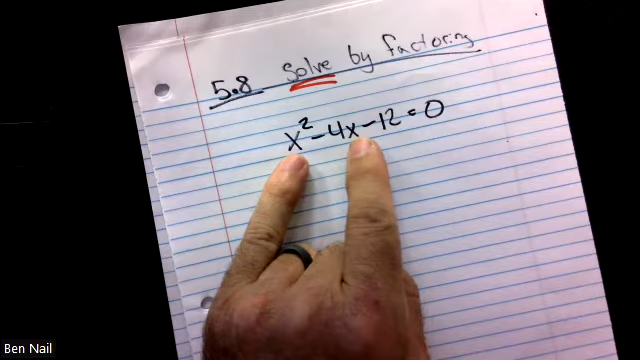 5.8 Solve by factoring
x² - 4x - 12 = 0
Ben Nail